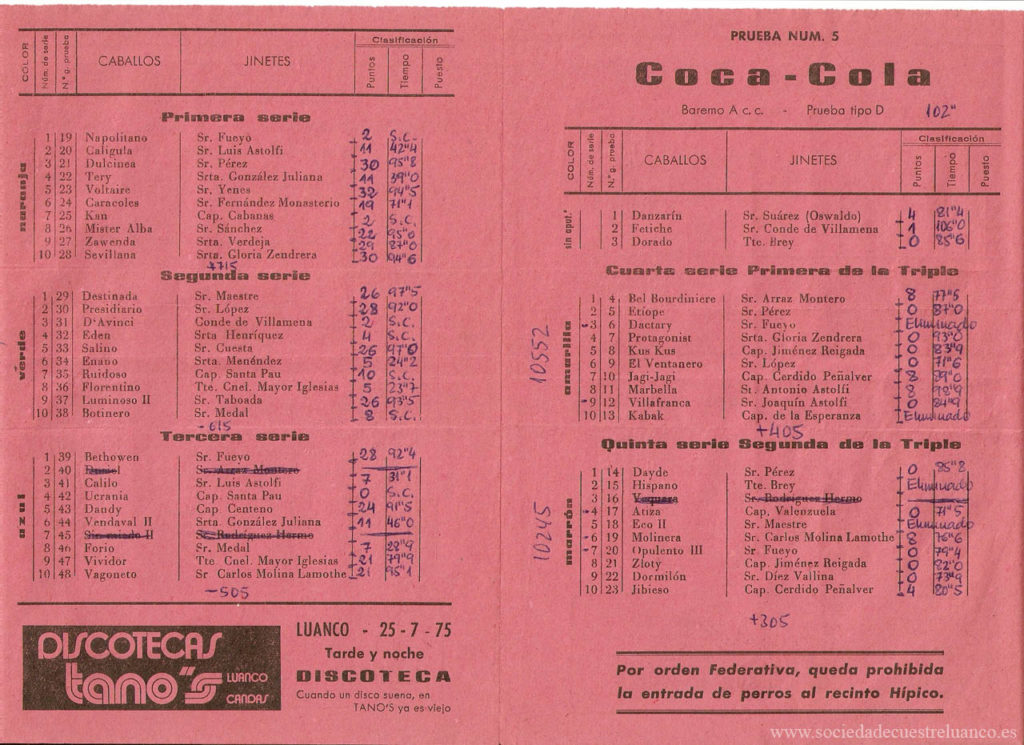 COLOR Núm. de serie N.º g. prueba CABALLOS JINETES Clasificación Puntos Tiempo Puesto
Primera serie
naranja
1 19 Napolitano Sr. Fueyo 2 S.C.
2 20 Calígula Sr. Luis Astolfi 11 42"4
3 21 Dulcinea Sr. Pérez 30 95"8
4 22 Tery Srta. González Juliana 11 39"0
5 23 Voltaire Sr. Yenes 32 94"5
6 24 Caracoles Sr. Fernández Monasterio 19 71"1
7 25 Kan Cap. Cabanas 2 S.C.
8 26 Mister Alba Sr. Sánchez 22 95"0
9 27 Zawenda Srta. Verdeja 29 87"0
10 28 Sevillana Srta. Gloria Zendrera 30 94"6
+715
Segunda serie
verde
1 29 Destinada Sr. Maestre 26 97"5
2 30 Presidiario Sr. López 28 92"0
3 31 D'Avinci Conde de Villamena 2 S.C.
4 32 Eden Srta Henríquez 4 S.C.
5 33 Salino Sr. Cuesta 26 97"0
6 34 Enaño Srta. Menéndez 5 24"2
7 35 Ruidoso Cap. Santa Pau 10 S.C.
8 36 Florentino Tte. Cnel. Mayor Iglesias 5 23"7
9 37 Luminoso II Sr. Taboada 26 93"5
10 38 Botinero Sr. Medal 8 S.C.
-615
Tercera serie
azul
1 39 Bethowen Sr. Fueyo 28 92"4
2 40 Sr. Arraz Montero
3 41 Calilo Sr. Luis Astolfi 7 31"1
4 42 Ucrania Cap. Santa Pau 0 S.C.
5 43 Dandy Cap. Centeno 24 91"5
6 44 Vendaval II Srta. González Juliana 11 46"0
7 45 Sin miedo II Sr. Rodríguez Hermo
8 46 Forio Sr. Medal 7 28"9
9 47 Vividor Tte Cnel. Mayor Iglesias 21 79"9
10 48 Vagoneto Sr Carlos Molina Lamothe 21 95"1
-505
DISCOTECAS
tano's LUANCO
CANDAS
LUANCO - 25-7-75
Tarde y noche
DISCOTECA
Cuando un disco suena, en
TANO'S ya es viejo
PRUEBA NUM. 5
Coca-Cola
Baremo A c. c. - Prueba tipo D 102"
COLOR Núm. de serie N.º g. prueba CABALLOS JINETES Clasificación Puntos Tiempo Puesto
sin aput.
1 Danzarín Sr. Suárez (Oswaldo) 4 81"4
2 Fetiche Sr. Conde de Villamena 1 106"0
3 Dorado Tte. Brey 0 85"6
Cuarta serie Primera de la Triple
10552
amarilla
1 4 Bel Bourdiniere Sr. Arraz Montero 8 77"6
2 5 Etiope Sr. Pérez 0 87"0
3 6 Dactary Sr. Fueyo Eliminado
4 7 Protagonist Srta. Gloria Zendrera 0 93"0
5 8 Kus Kus Cap. Jiménez Reigada 0 83"9
6 9 El Ventanero Sr. López 0 71"6
7 10 Jagi-Jagi Cap. Cerdido Peñalver 8 89"0
8 11 Marbella Sr. Antonio Astolfi 8 98"9
9 12 Villafranca Sr. Joaquín Astolfi 0 84"9
10 13 Kabak Cap. de la Esperanza Eliminado
+405
Quinta serie Segunda de la Triple
10245
marrón
1 14 Dayde Sr. Pérez 0 85"8
2 15 Hispano Tte. Brey Eliminado
3 16 Vaquera Sr. Rodríguez Hermo
4 17 Atiza Cap. Valenzuela 0 71"5
5 18 Eco II Sr. Maestre Eliminado
6 19 Molinera Sr. Carlos Molina Lamothe 8 76"6
7 20 Opulento III Sr. Fueyo 0 79"4
8 21 Zloty Cap. Jiménez Reigada 0 82"0
9 22 Dormilón Sr. Díez Vallina 0 73"9
10 23 Jibieso Cap. Cerdido Peñalver 4 80"5
+305
Por orden Federativa, queda prohibida
la entrada de perros al recinto Hípico.
www.sociedadecuestreluanco.es